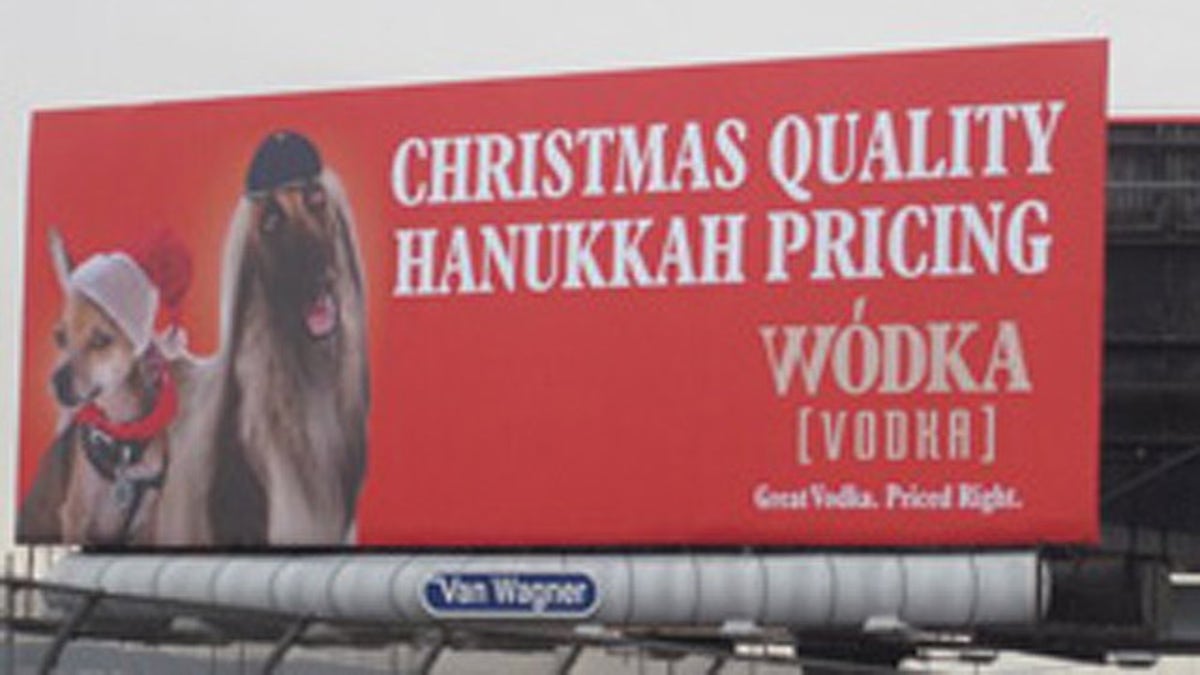 CHRISTMAS QUALITY
HANUKKAH PRICING
WÓDKA
[VODKA]
Great Vodka. Priced Right.
Van Wagner